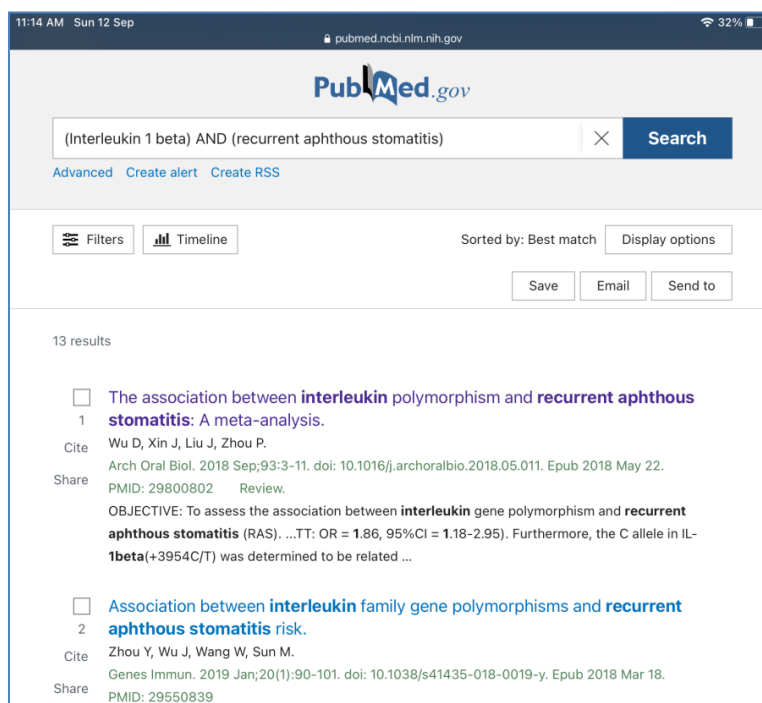 11:14 AM Sun 12 Sep 32%
pubmed.ncbi.nlm.nih.gov
PubMed.gov
(Interleukin 1 beta) AND (recurrent aphthous stomatitis) Search
Advanced Create alert Create RSS
Filters Timeline Sorted by: Best match Display options
Save Email Send to
13 results
The association between interleukin polymorphism and recurrent aphthous
1 stomatitis: A meta-analysis.
Cite Wu D, Xin J, Liu J, Zhou P.
Arch Oral Biol. 2018 Sep;93:3-11. doi: 10.1016/j.archoralbio.2018.05.011. Epub 2018 May 22.
Share PMID: 29800802 Review.
OBJECTIVE: To assess the association between interleukin gene polymorphism and recurrent
aphthous stomatitis (RAS). ...TT: OR = 1.86, 95%CI = 1.18-2.95). Furthermore, the C allele in IL-
1beta(+3954C/T) was determined to be related ...
Association between interleukin family gene polymorphisms and recurrent
2 aphthous stomatitis risk.
Cite Zhou Y, Wu J, Wang W, Sun M.
Genes Immun. 2019 Jan;20(1):90-101. doi: 10.1038/s41435-018-0019-y. Epub 2018 Mar 18.
Share PMID: 29550839